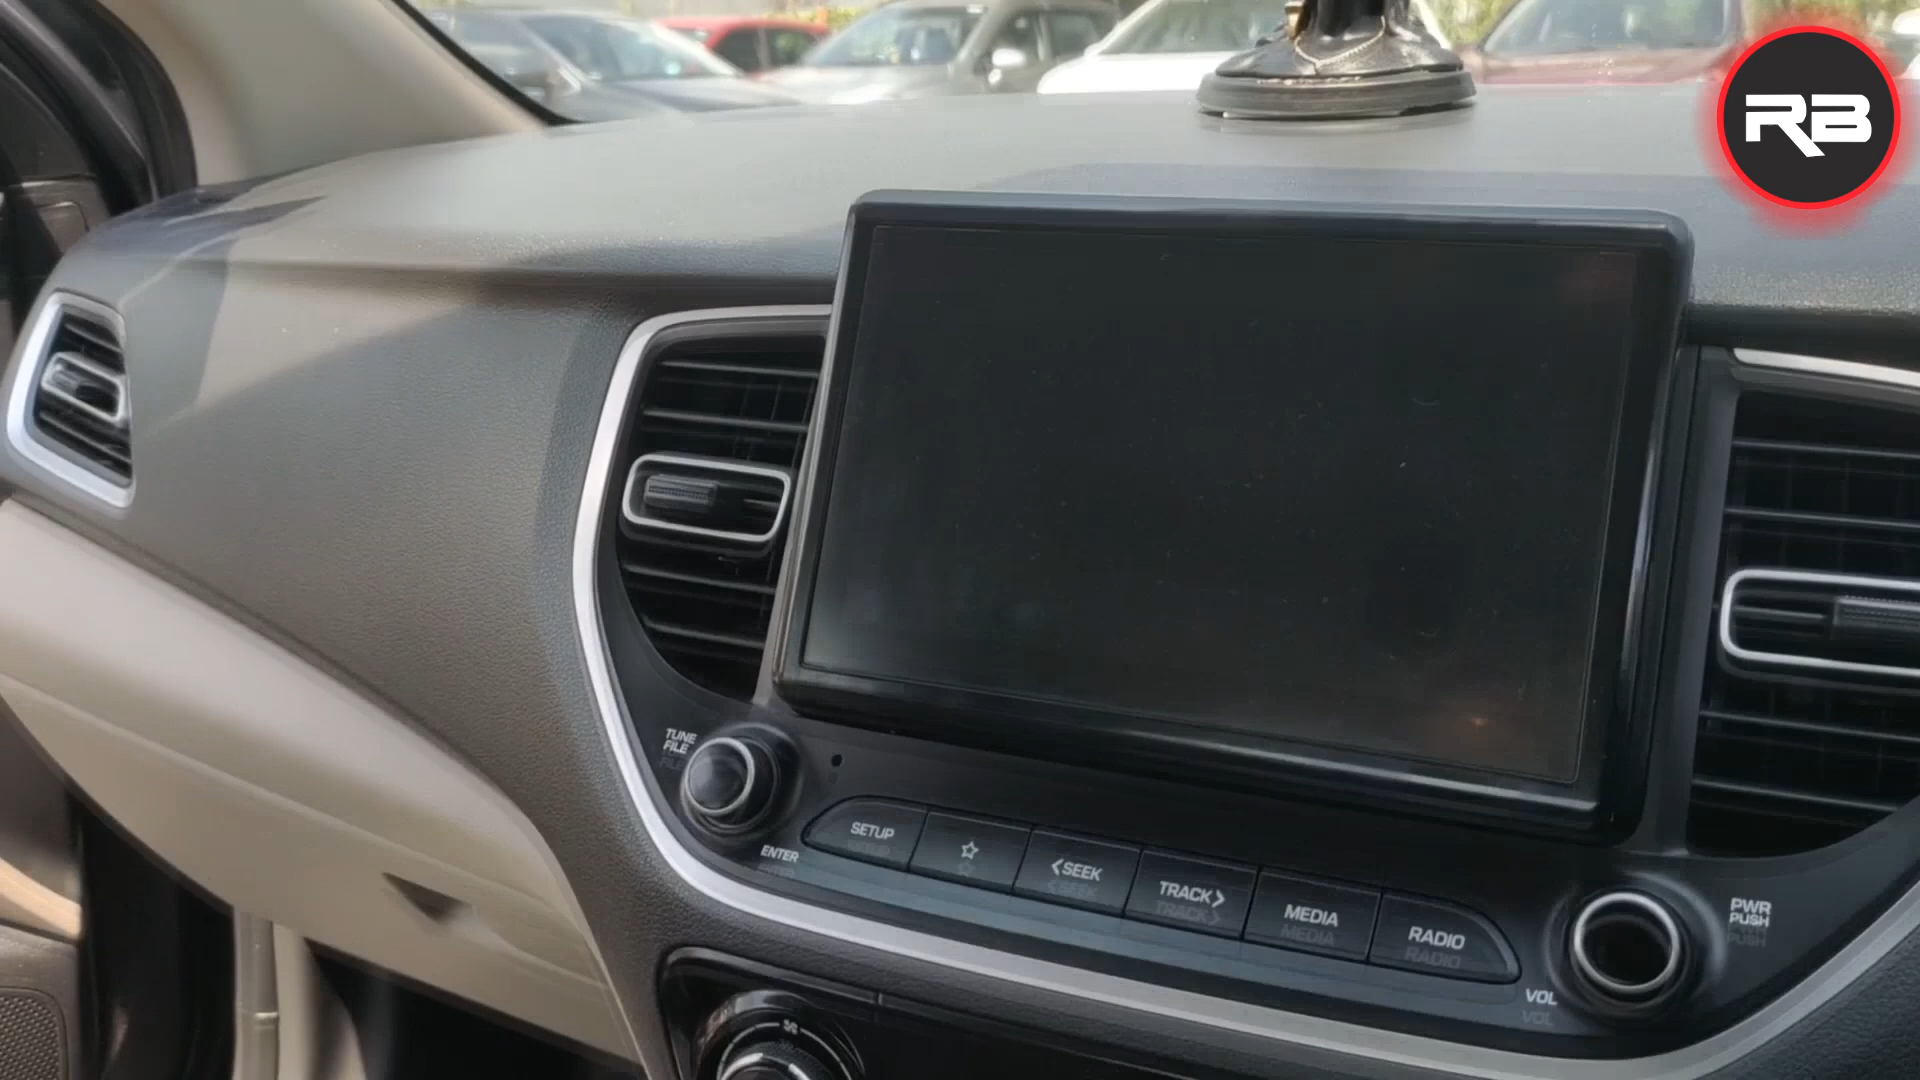 RB
TUNE
FILE
ENTER
SETUP
<SEEK
TRACK>
MEDIA
RADIO
PWR
PUSH
VOL